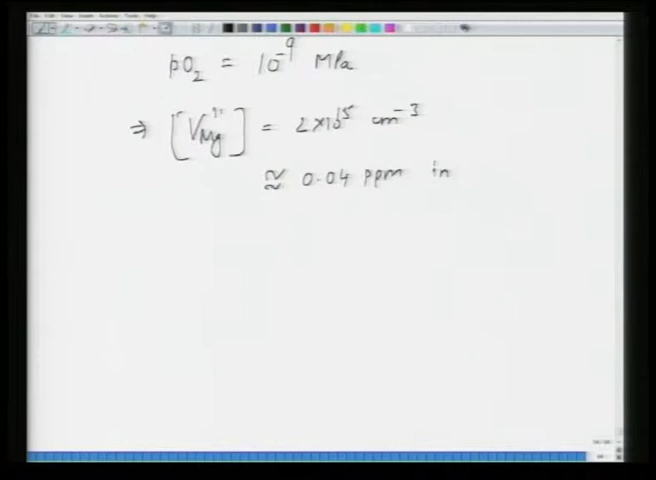 pO₂ = 10⁻⁹ MPa
⇒ [V_Mg''] = 2×10¹⁵ cm⁻³
≈ 0.04 ppm in